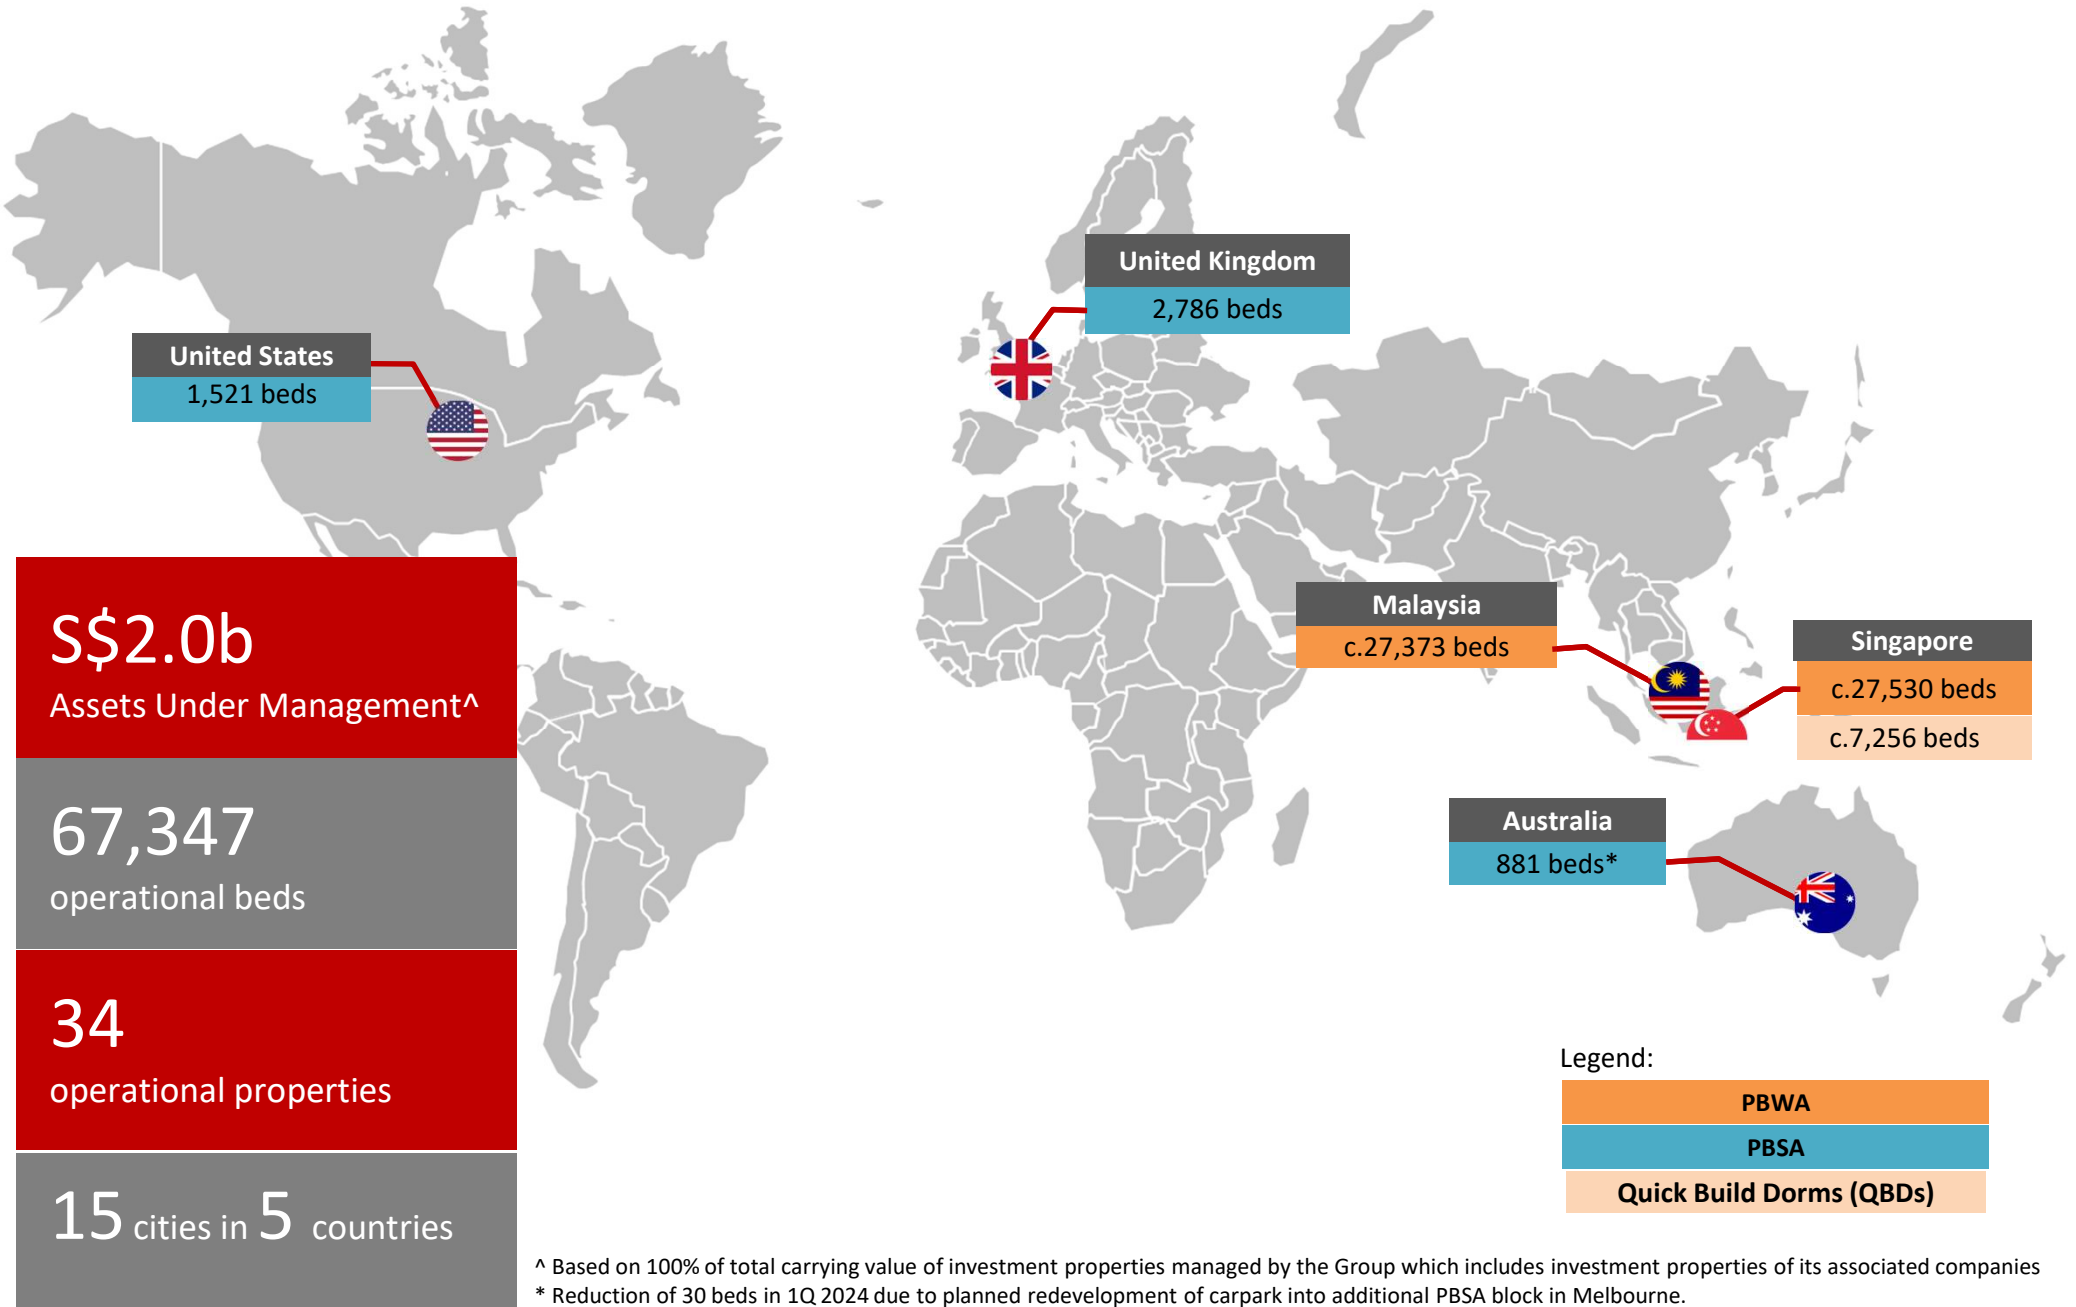 United Kingdom
2,786 beds
United States
1,521 beds
Malaysia
c.27,373 beds
Singapore
c.27,530 beds
c.7,256 beds
Australia
881 beds*
S$2.0b
Assets Under Management^
67,347
operational beds
34
operational properties
15 cities in 5 countries
Legend:
PBWA
PBSA
Quick Build Dorms (QBDs)
^ Based on 100% of total carrying value of investment properties managed by the Group which includes investment properties of its associated companies
* Reduction of 30 beds in 1Q 2024 due to planned redevelopment of carpark into additional PBSA block in Melbourne.